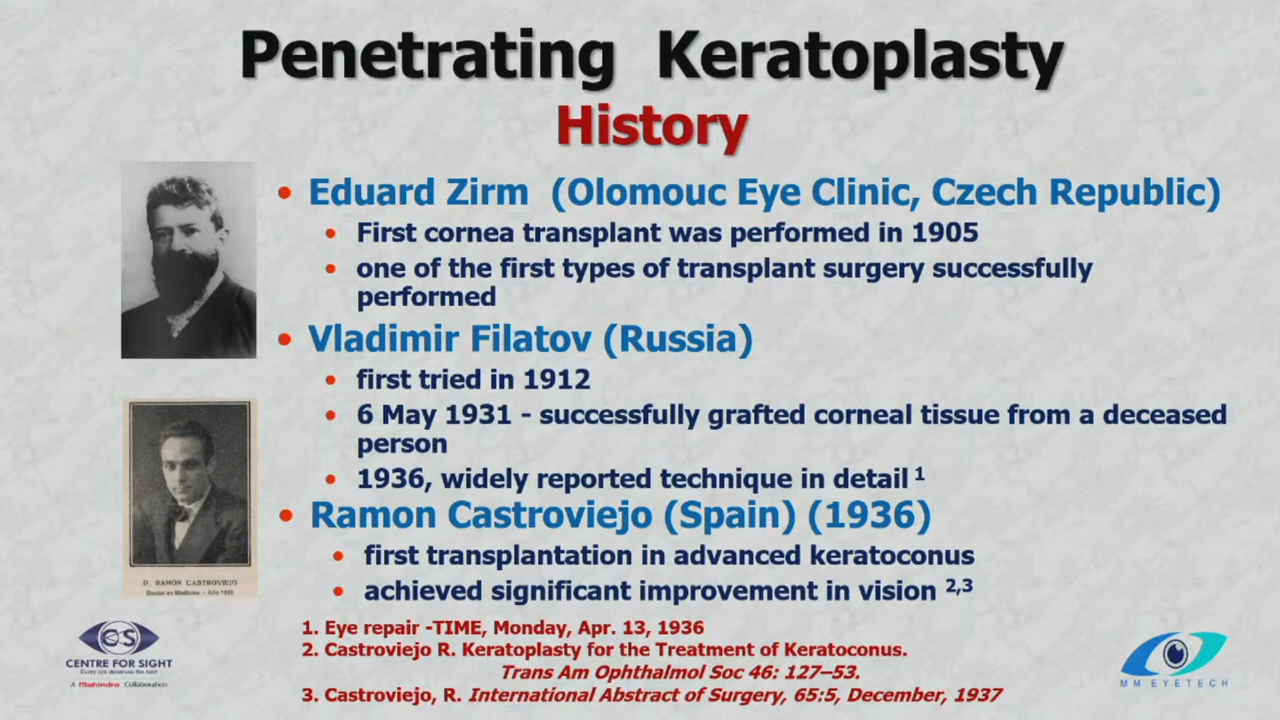 Penetrating Keratoplasty
History
• Eduard Zirm (Olomouc Eye Clinic, Czech Republic)
• First cornea transplant was performed in 1905
• one of the first types of transplant surgery successfully
performed
• Vladimir Filatov (Russia)
• first tried in 1912
• 6 May 1931 - successfully grafted corneal tissue from a deceased
person
• 1936, widely reported technique in detail 1
• Ramon Castroviejo (Spain) (1936)
• first transplantation in advanced keratoconus
• achieved significant improvement in vision 2,3
D. RAMÓN CASTROVIEJO
Doctor en Medicina - Año 1928
1. Eye repair -TIME, Monday, Apr. 13, 1936
2. Castroviejo R. Keratoplasty for the Treatment of Keratoconus.
Trans Am Ophthalmol Soc 46: 127–53.
3. Castroviejo, R. International Abstract of Surgery, 65:5, December, 1937
CS
CENTRE FOR SIGHT
Every eye deserves the best
A Mahindra Collaboration
MM EYETECH